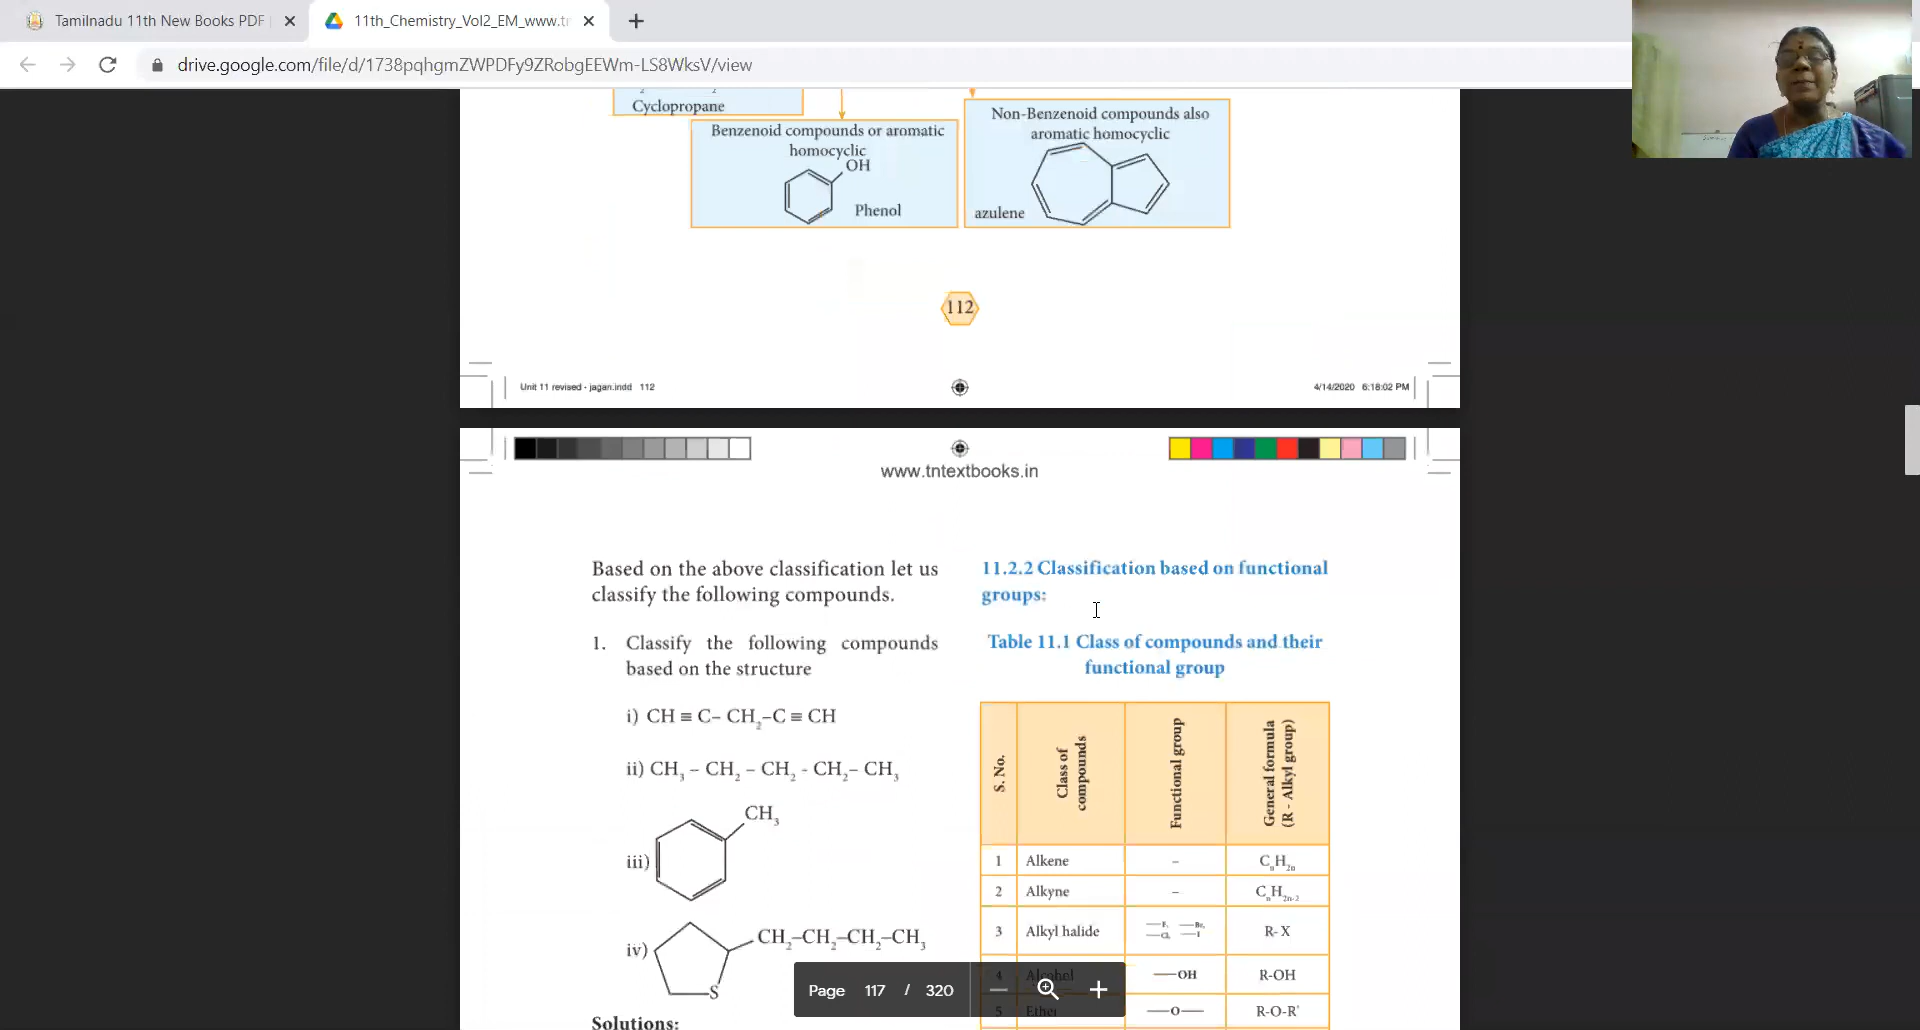 Tamilnadu 11th New Books PDF
11th_Chemistry_Vol2_EM_www.tn
drive.google.com/file/d/1738pqhgmZWPDFy9ZRobgEEWm-LS8WksV/view
Cyclopropane
Benzenoid compounds or aromatic
homocyclic
OH
Phenol
Non-Benzenoid compounds also
aromatic homocyclic
azulene
112
Unit 11 revised - jagan.indd 112
4/14/2020 6:18:02 PM
www.tntextbooks.in
Based on the above classification let us
classify the following compounds.
1. Classify the following compounds
based on the structure
i) CH ≡ C– CH₂–C ≡ CH
ii) CH₃ – CH₂ – CH₂ - CH₂– CH₃
CH₃
iii)
iv)
CH₂–CH₂–CH₂–CH₃
S
Solutions:
11.2.2 Classification based on functional
groups:
Table 11.1 Class of compounds and their
functional group
S. No.
Class of
compounds
Functional group
General formula
(R - Alkyl group)
1 Alkene – CₙH₂ₙ
2 Alkyne – CₙH₂ₙ₋₂
3 Alkyl halide —F, —Br, —Cl, —I R- X
4 Alcohol —OH R-OH
5 Ether —O— R-O-R'
Page 117 / 320